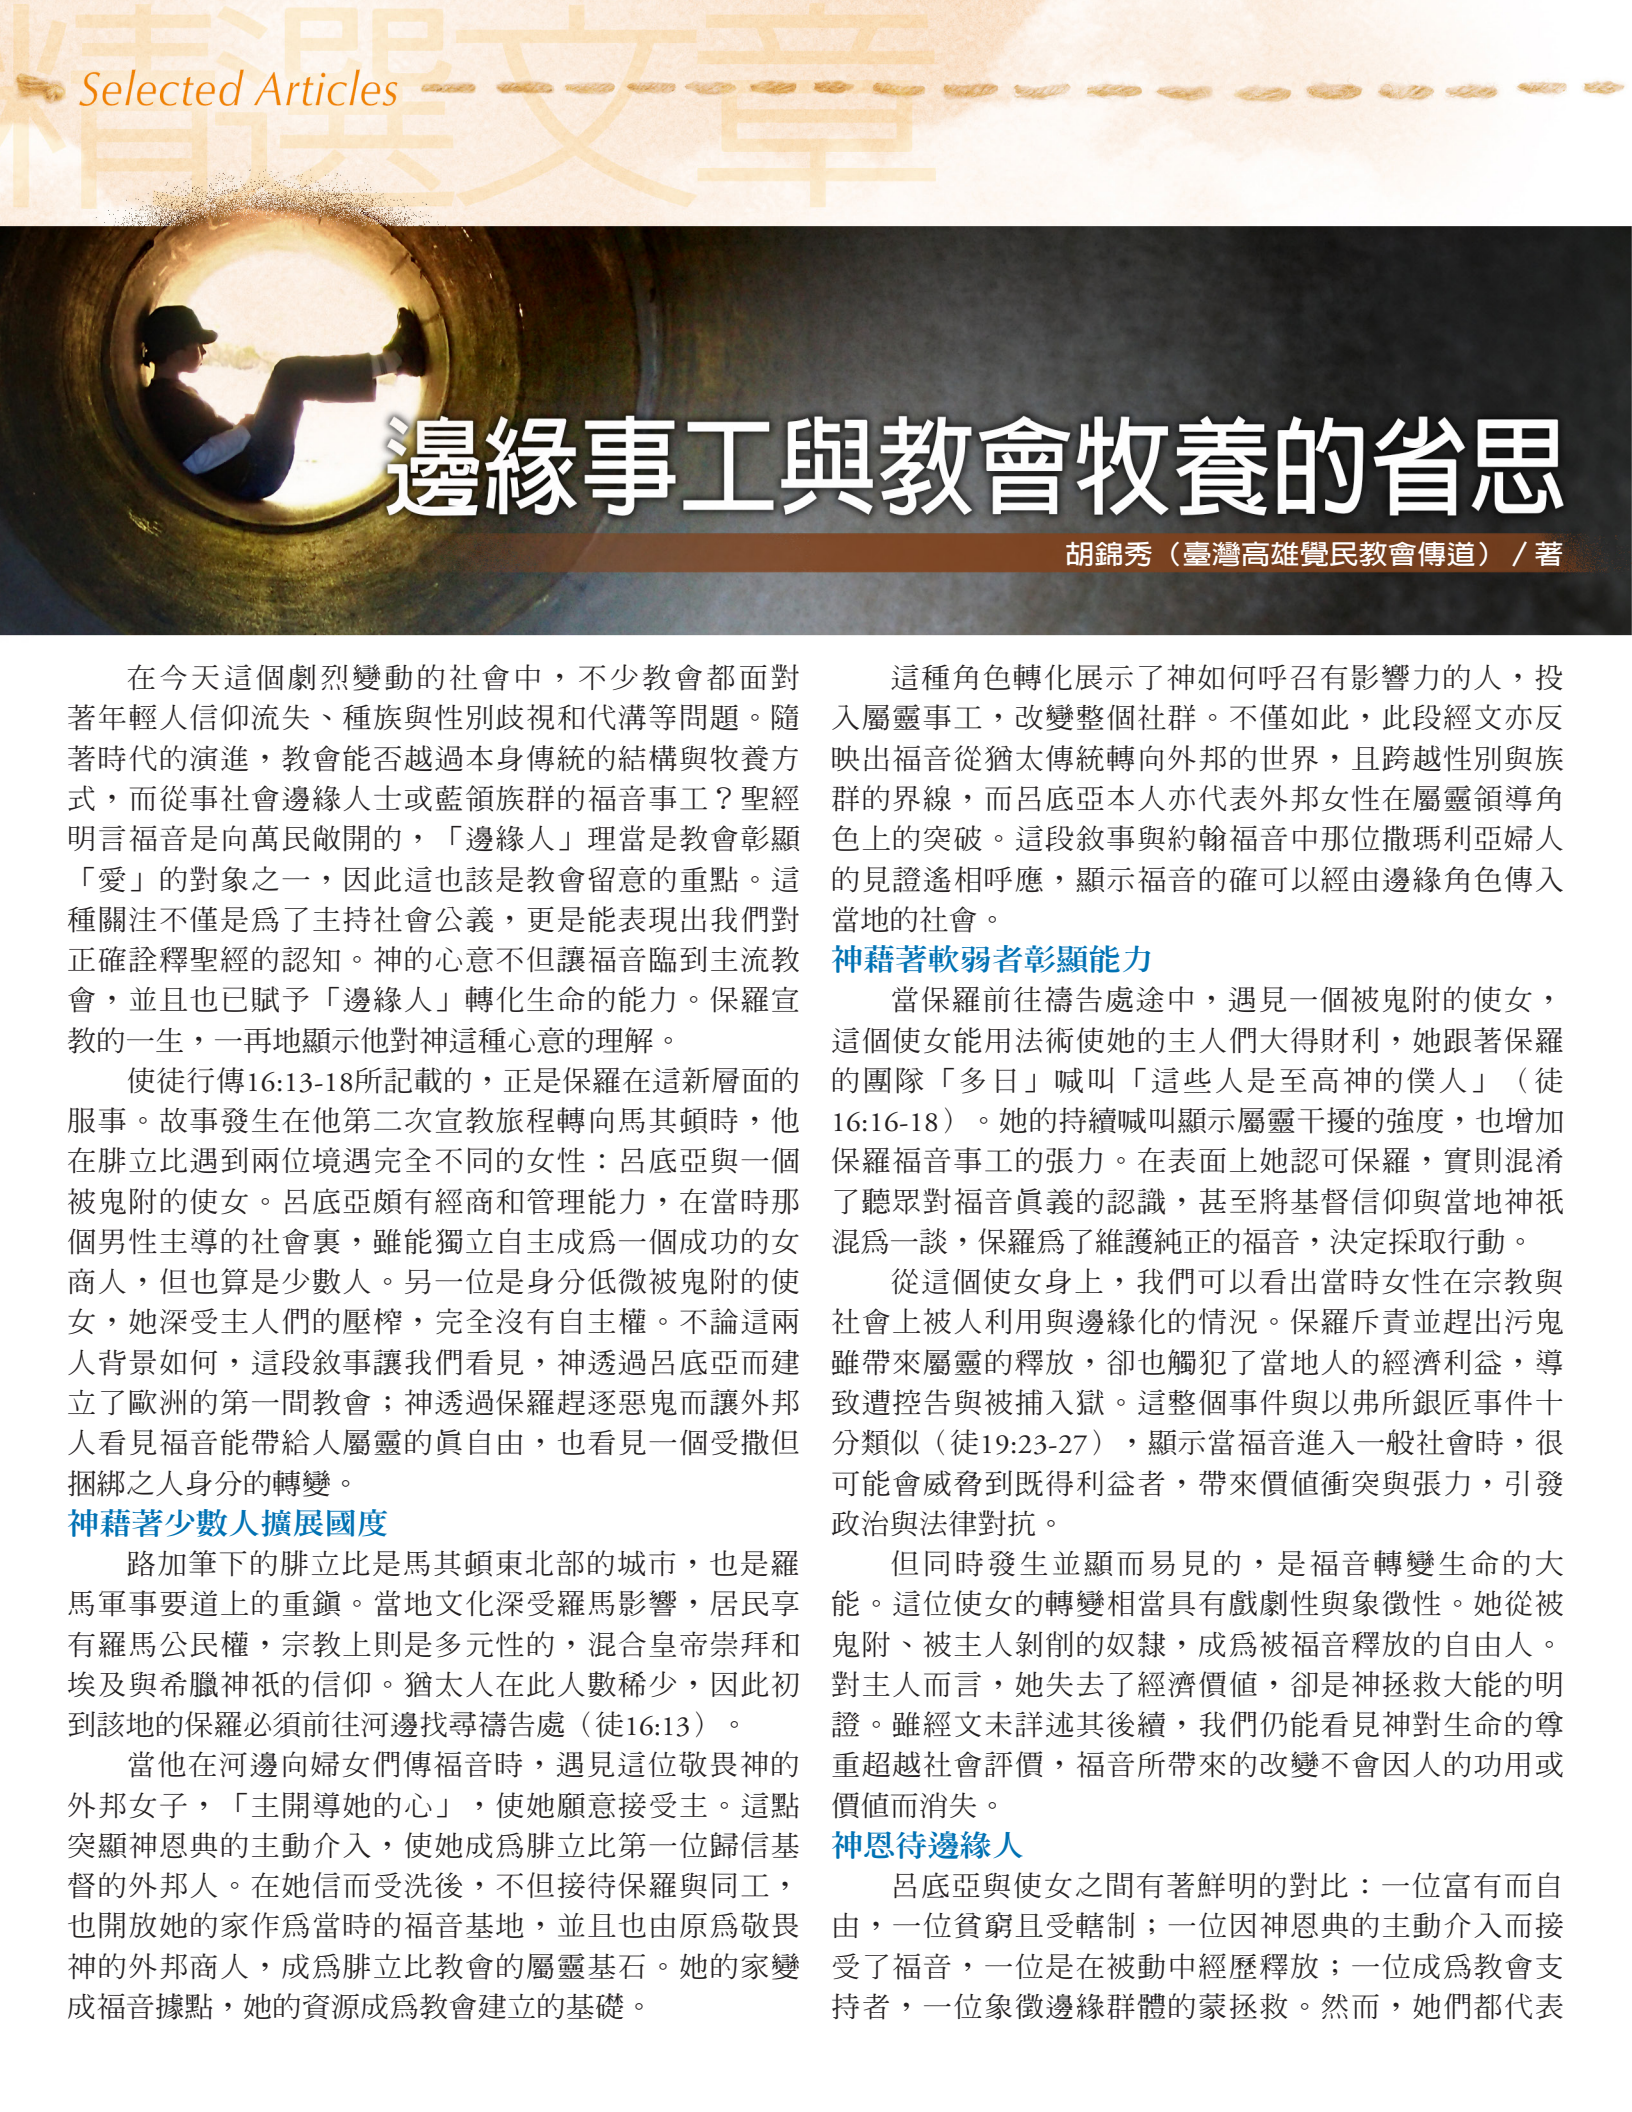 精選文章
Selected Articles
邊緣事工與教會牧養的省思
胡錦秀（臺灣高雄覺民教會傳道）／著
在今天這個劇烈變動的社會中，不少教會都面對
著年輕人信仰流失、種族與性別歧視和代溝等問題。隨
著時代的演進，教會能否越過本身傳統的結構與牧養方
式，而從事社會邊緣人士或藍領族群的福音事工？聖經
明言福音是向萬民敞開的，「邊緣人」理當是教會彰顯
「愛」的對象之一，因此這也該是教會留意的重點。這
種關注不僅是爲了主持社會公義，更是能表現出我們對
正確詮釋聖經的認知。神的心意不但讓福音臨到主流教
會，並且也已賦予「邊緣人」轉化生命的能力。保羅宣
教的一生，一再地顯示他對神這種心意的理解。
使徒行傳16:13-18所記載的，正是保羅在這新層面的
服事。故事發生在他第二次宣教旅程轉向馬其頓時，他
在腓立比遇到兩位境遇完全不同的女性：呂底亞與一個
被鬼附的使女。呂底亞頗有經商和管理能力，在當時那
個男性主導的社會裏，雖能獨立自主成爲一個成功的女
商人，但也算是少數人。另一位是身分低微被鬼附的使
女，她深受主人們的壓榨，完全沒有自主權。不論這兩
人背景如何，這段敘事讓我們看見，神透過呂底亞而建
立了歐洲的第一間教會；神透過保羅趕逐惡鬼而讓外邦
人看見福音能帶給人屬靈的眞自由，也看見一個受撒但
捆綁之人身分的轉變。
神藉著少數人擴展國度
路加筆下的腓立比是馬其頓東北部的城市，也是羅
馬軍事要道上的重鎭。當地文化深受羅馬影響，居民享
有羅馬公民權，宗教上則是多元性的，混合皇帝崇拜和
埃及與希臘神祇的信仰。猶太人在此人數稀少，因此初
到該地的保羅必須前往河邊找尋禱告處（徒16:13）。
當他在河邊向婦女們傳福音時，遇見這位敬畏神的
外邦女子，「主開導她的心」，使她願意接受主。這點
突顯神恩典的主動介入，使她成爲腓立比第一位歸信基
督的外邦人。在她信而受洗後，不但接待保羅與同工，
也開放她的家作爲當時的福音基地，並且也由原爲敬畏
神的外邦商人，成爲腓立比教會的屬靈基石。她的家變
成福音據點，她的資源成爲教會建立的基礎。
這種角色轉化展示了神如何呼召有影響力的人，投
入屬靈事工，改變整個社群。不僅如此，此段經文亦反
映出福音從猶太傳統轉向外邦的世界，且跨越性別與族
群的界線，而呂底亞本人亦代表外邦女性在屬靈領導角
色上的突破。這段敘事與約翰福音中那位撒瑪利亞婦人
的見證遙相呼應，顯示福音的確可以經由邊緣角色傳入
當地的社會。
神藉著軟弱者彰顯能力
當保羅前往禱告處途中，遇見一個被鬼附的使女，
這個使女能用法術使她的主人們大得財利，她跟著保羅
的團隊「多日」喊叫「這些人是至高神的僕人」（徒
16:16-18）。她的持續喊叫顯示屬靈干擾的強度，也增加
保羅福音事工的張力。在表面上她認可保羅，實則混淆
了聽眾對福音眞義的認識，甚至將基督信仰與當地神祇
混爲一談，保羅爲了維護純正的福音，決定採取行動。
從這個使女身上，我們可以看出當時女性在宗教與
社會上被人利用與邊緣化的情況。保羅斥責並趕出污鬼
雖帶來屬靈的釋放，卻也觸犯了當地人的經濟利益，導
致遭控告與被捕入獄。這整個事件與以弗所銀匠事件十
分類似（徒19:23-27），顯示當福音進入一般社會時，很
可能會威脅到既得利益者，帶來價值衝突與張力，引發
政治與法律對抗。
但同時發生並顯而易見的，是福音轉變生命的大
能。這位使女的轉變相當具有戲劇性與象徵性。她從被
鬼附、被主人剝削的奴隸，成爲被福音釋放的自由人。
對主人而言，她失去了經濟價值，卻是神拯救大能的明
證。雖經文未詳述其後續，我們仍能看見神對生命的尊
重超越社會評價，福音所帶來的改變不會因人的功用或
價值而消失。
神恩待邊緣人
呂底亞與使女之間有著鮮明的對比：一位富有而自
由，一位貧窮且受轄制；一位因神恩典的主動介入而接
受了福音，一位是在被動中經歷釋放；一位成爲教會支
持者，一位象徵邊緣群體的蒙拯救。然而，她們都代表